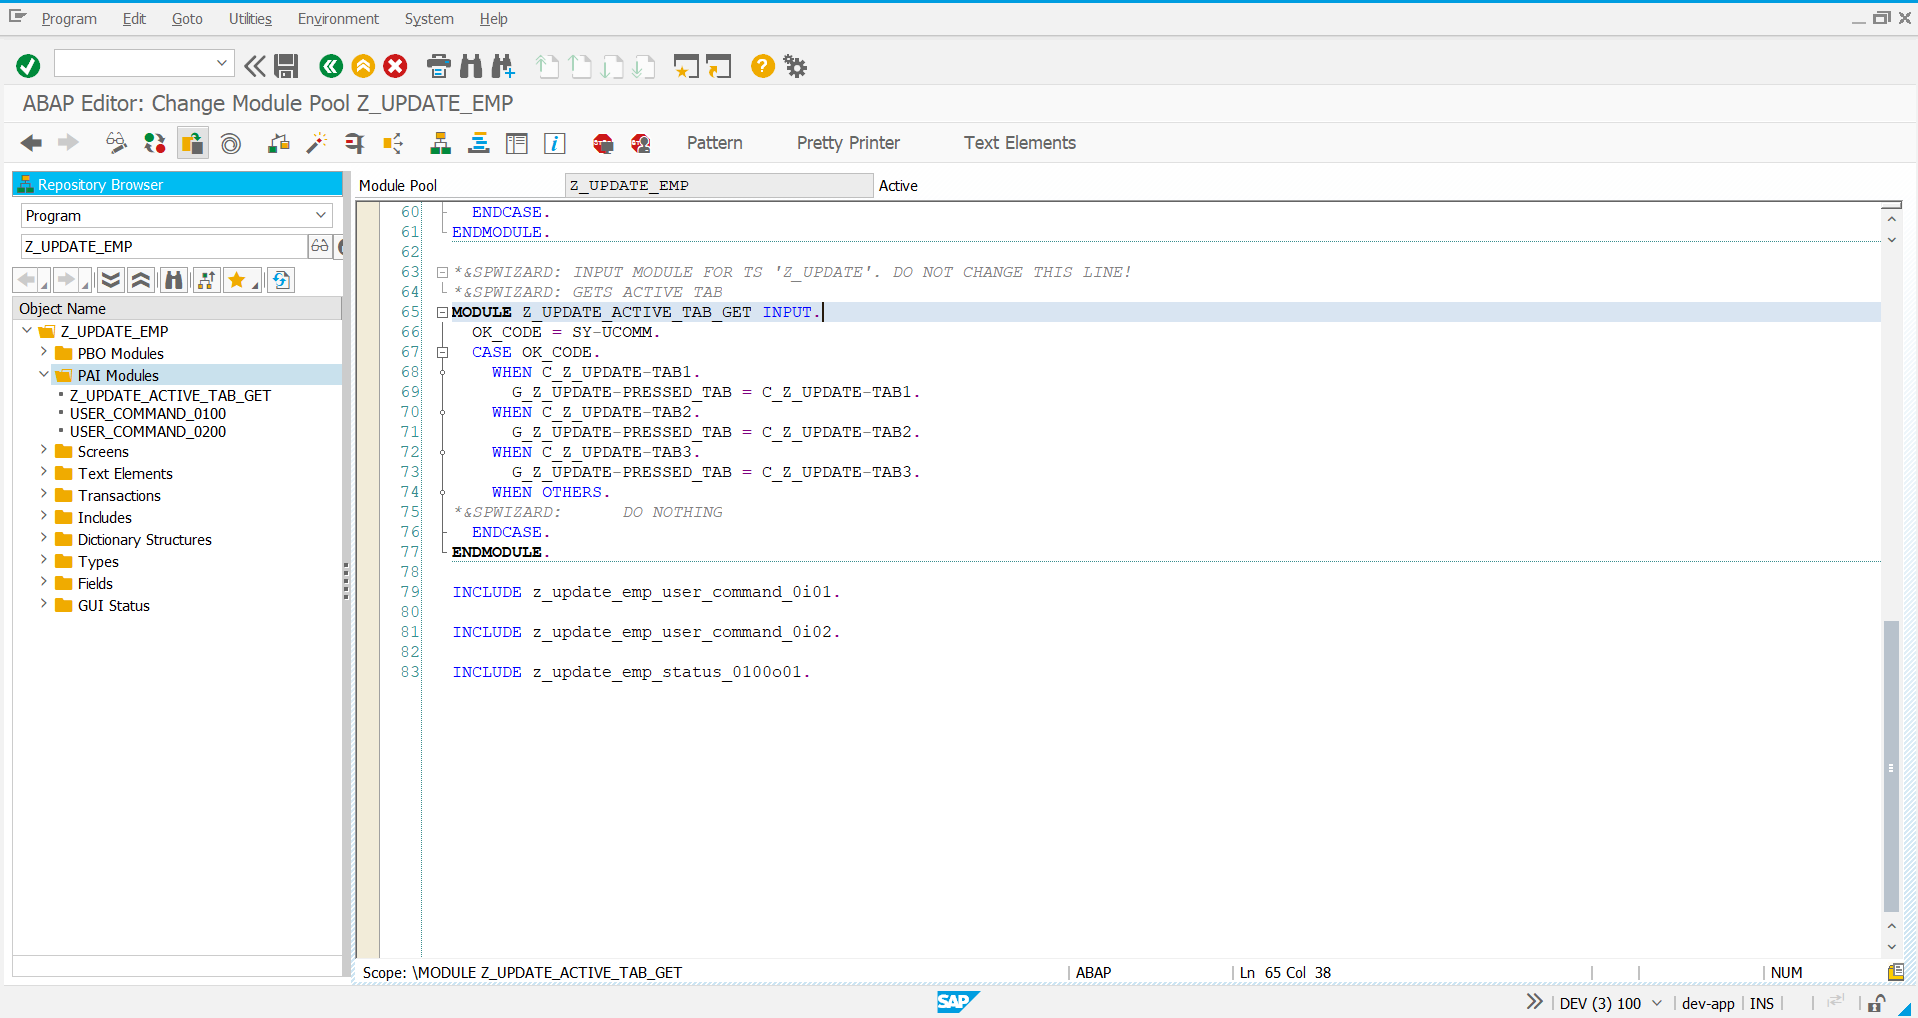 Program Edit Goto Utilities Environment System Help
ABAP Editor: Change Module Pool Z_UPDATE_EMP
Pattern Pretty Printer Text Elements
Repository Browser
Program
Z_UPDATE_EMP
Object Name
Z_UPDATE_EMP
PBO Modules
PAI Modules
Z_UPDATE_ACTIVE_TAB_GET
USER_COMMAND_0100
USER_COMMAND_0200
Screens
Text Elements
Transactions
Includes
Dictionary Structures
Types
Fields
GUI Status
Module Pool Z_UPDATE_EMP Active
60 ENDCASE.
61 ENDMODULE.
62
63 *&SPWIZARD: INPUT MODULE FOR TS 'Z_UPDATE'. DO NOT CHANGE THIS LINE!
64 *&SPWIZARD: GETS ACTIVE TAB
65 MODULE Z_UPDATE_ACTIVE_TAB_GET INPUT.
66 OK_CODE = SY-UCOMM.
67 CASE OK_CODE.
68 WHEN C_Z_UPDATE-TAB1.
69 G_Z_UPDATE-PRESSED_TAB = C_Z_UPDATE-TAB1.
70 WHEN C_Z_UPDATE-TAB2.
71 G_Z_UPDATE-PRESSED_TAB = C_Z_UPDATE-TAB2.
72 WHEN C_Z_UPDATE-TAB3.
73 G_Z_UPDATE-PRESSED_TAB = C_Z_UPDATE-TAB3.
74 WHEN OTHERS.
75 *&SPWIZARD: DO NOTHING
76 ENDCASE.
77 ENDMODULE.
78
79 INCLUDE z_update_emp_user_command_0i01.
80
81 INCLUDE z_update_emp_user_command_0i02.
82
83 INCLUDE z_update_emp_status_0100o01.
Scope: \MODULE Z_UPDATE_ACTIVE_TAB_GET ABAP Ln 65 Col 38 NUM
SAP DEV (3) 100 dev-app INS